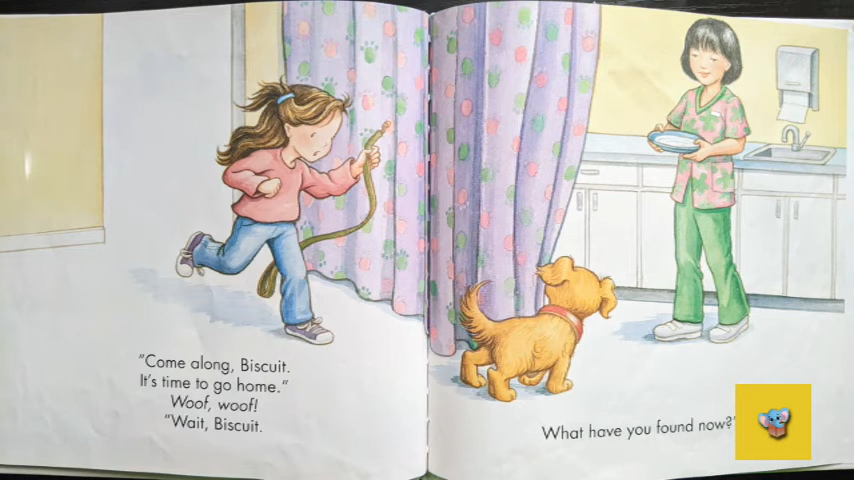 "Come along, Biscuit.
It's time to go home."
Woof, woof!
"Wait, Biscuit.
What have you found now?"